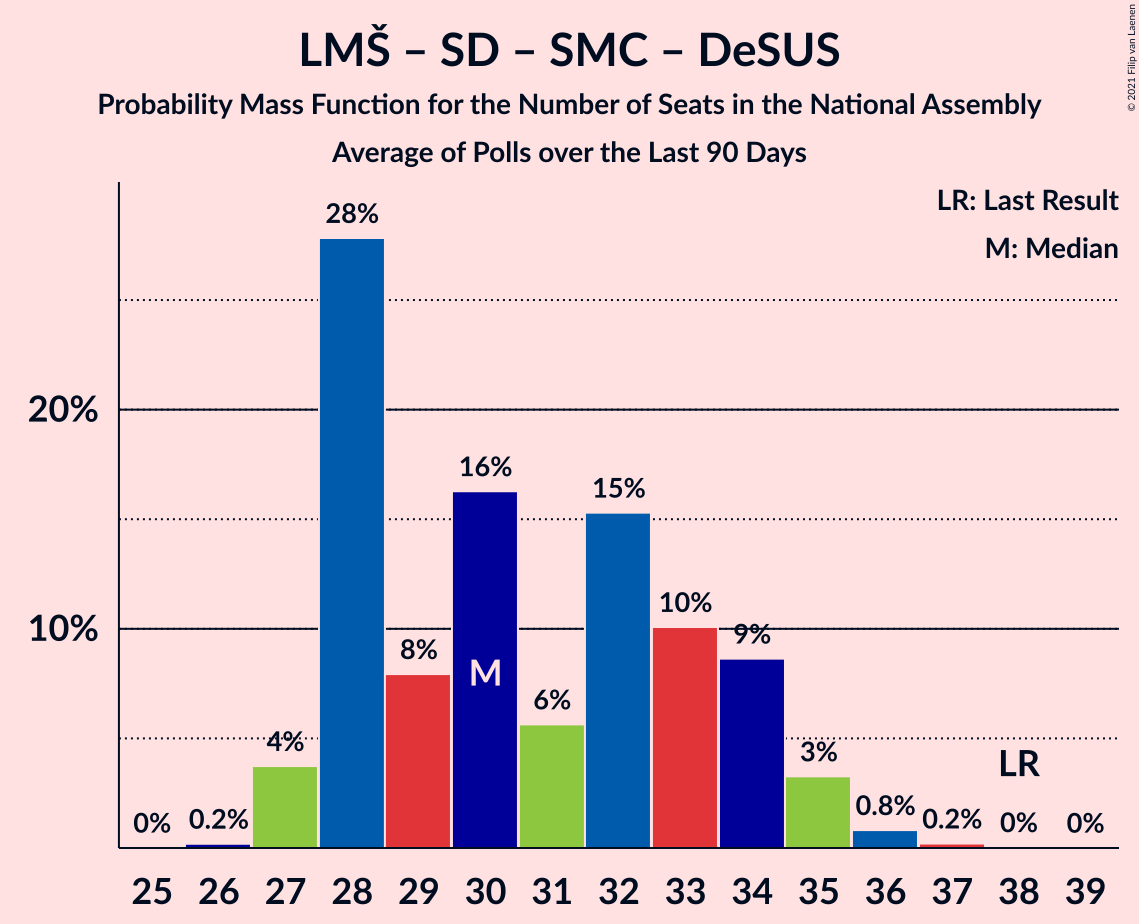 LMŠ – SD – SMC – DeSUS
Probability Mass Function for the Number of Seats in the National Assembly
Average of Polls over the Last 90 Days
© 2021 Filip van Laenen
LR: Last Result
M: Median
20%
10%
0%
0.2%
4%
28%
8%
16%
6%
15%
10%
9%
3%
0.8%
0.2%
0%
0%
M
LR
25 26 27 28 29 30 31 32 33 34 35 36 37 38 39